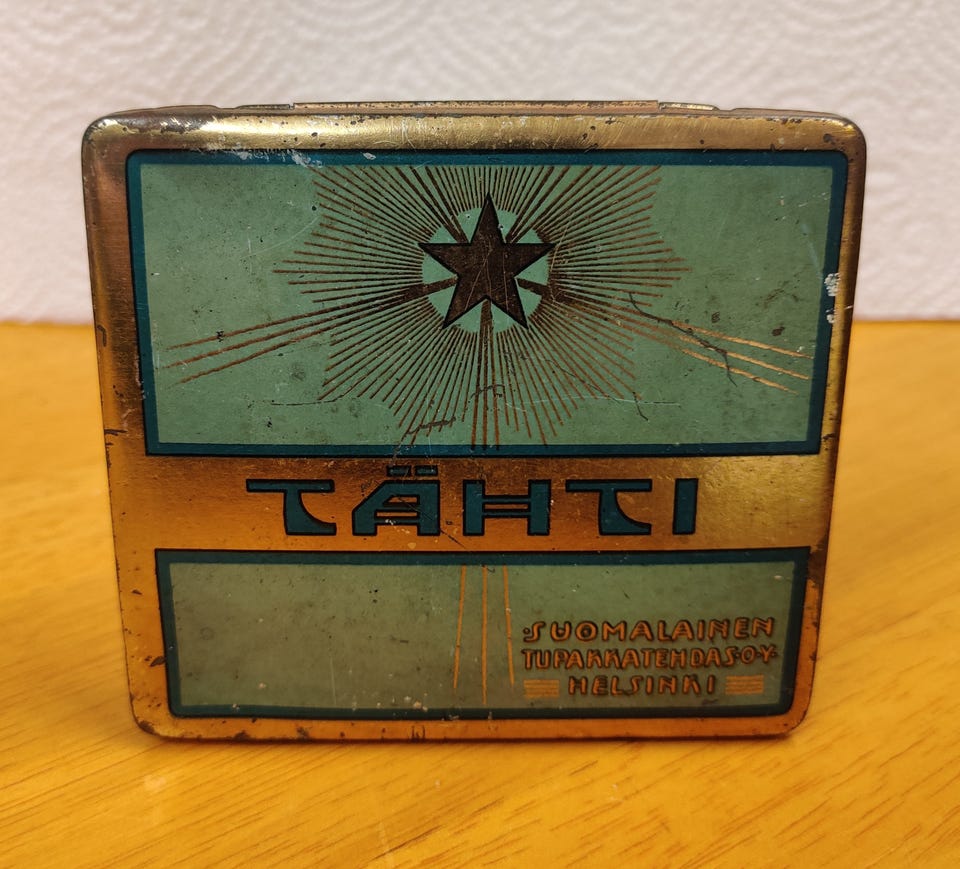 TÄHTI
·SUOMALAINEN
TUPAKKATEHDAS·O·Y·
HELSINKI